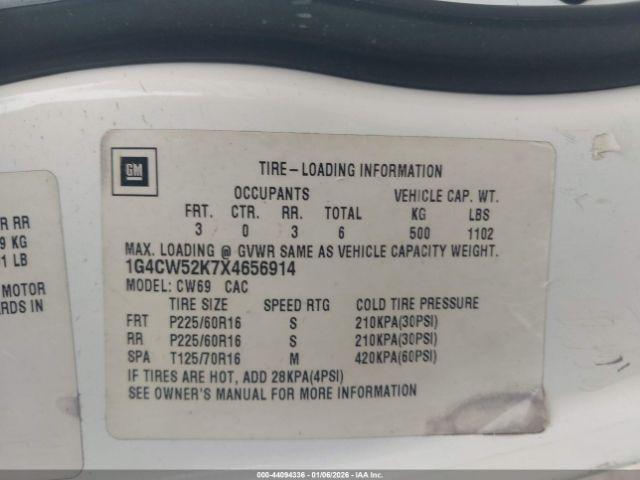 GM
TIRE-LOADING INFORMATION
OCCUPANTS VEHICLE CAP. WT.
FRT. CTR. RR. TOTAL KG LBS
3 0 3 6 500 1102
MAX. LOADING @ GVWR SAME AS VEHICLE CAPACITY WEIGHT.
1G4CW52K7X4656914
MODEL: CW69 CAC
TIRE SIZE SPEED RTG COLD TIRE PRESSURE
FRT P225/60R16 S 210KPA(30PSI)
RR P225/60R16 S 210KPA(30PSI)
SPA T125/70R16 M 420KPA(60PSI)
IF TIRES ARE HOT, ADD 28KPA(4PSI)
SEE OWNER'S MANUAL FOR MORE INFORMATION
R RR
9 KG
1 LB
MOTOR
RDS IN
000-44094336 - 01/06/2026 - IAAI.COM